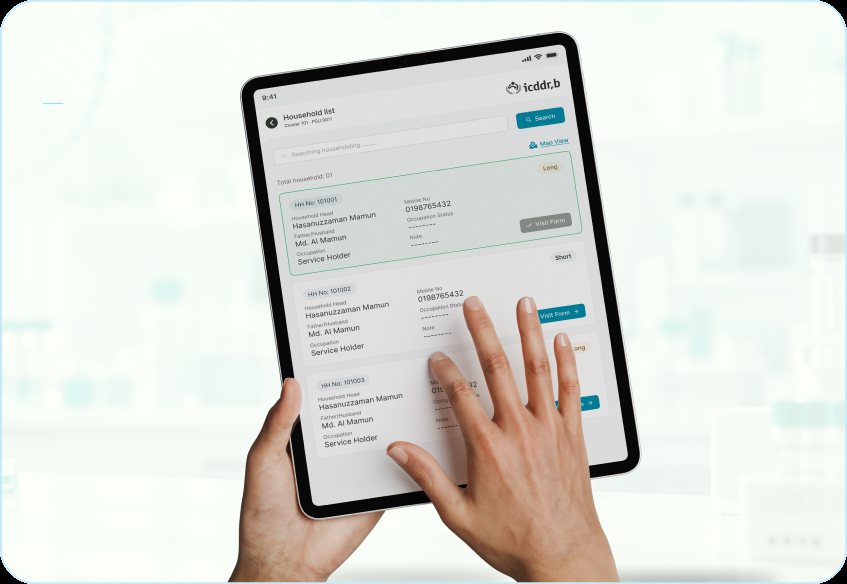 9:41
icddr,b
Household list
Cluster 101 - PSU 0011
Searching householding..........
Search
Map View
Total household: 01
HH No: 101001
Long
Household Head
Hasanuzzaman Mamun
Mobile No
0198765432
Father/Husband
Md. Al Mamun
Occupation Status
---------
Visit Form
Occupation
Service Holder
Note
---------
HH No: 101002
Short
Household Head
Hasanuzzaman Mamun
Mobile No
0198765432
Father/Husband
Md. Al Mamun
Occupation Status
---------
Visit Form →
Occupation
Service Holder
Note
---------
HH No: 101003
Household Head
Hasanuzzaman Mamun
Father/Husband
Md. Al Mamun
Note
Occupation
Service Holder